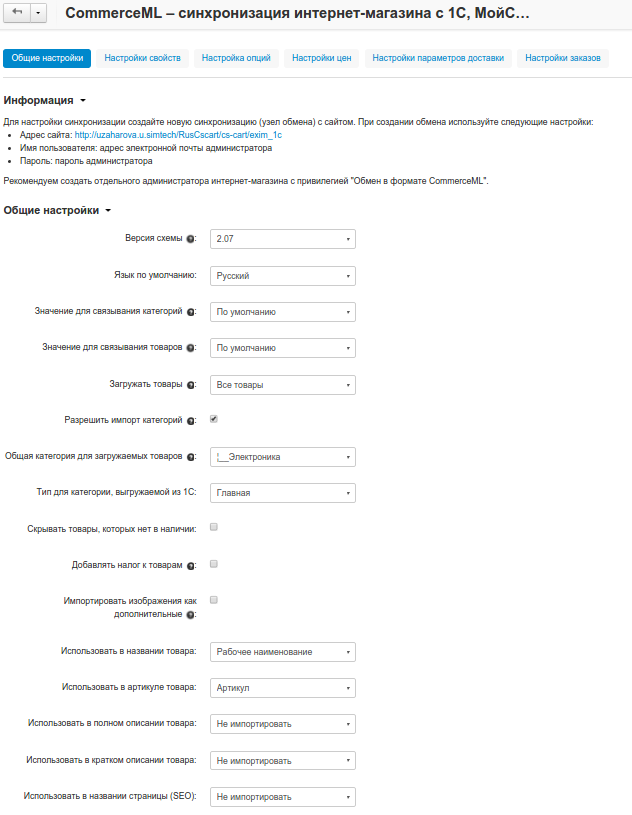 CommerceML – синхронизация интернет-магазина с 1С, МойС...
Общие настройки
Настройки свойств
Настройка опций
Настройки цен
Настройки параметров доставки
Настройки заказов
Информация
Для настройки синхронизации создайте новую синхронизацию (узел обмена) с сайтом. При создании обмена используйте следующие настройки:
• Адрес сайта: http://uzaharova.u.simtech/RusCscart/cs-cart/exim_1c
• Имя пользователя: адрес электронной почты администратора
• Пароль: пароль администратора
Рекомендуем создать отдельного администратора интернет-магазина с привилегией "Обмен в формате CommerceML".
Общие настройки
Версия схемы ?: 2.07
Язык по умолчанию: Русский
Значение для связывания категорий ?: По умолчанию
Значение для связывания товаров ?: По умолчанию
Загружать товары ?: Все товары
Разрешить импорт категорий ?:
Общая категория для загружаемых товаров ?: ¦__Электроника
Тип для категории, выгружаемой из 1С: Главная
Скрывать товары, которых нет в наличии:
Добавлять налог к товарам ?:
Импортировать изображения как
дополнительные ?:
Использовать в названии товара: Рабочее наименование
Использовать в артикуле товара: Артикул
Использовать в полном описании товара: Не импортировать
Использовать в кратком описании товара: Не импортировать
Использовать в названии страницы (SEO): Не импортировать